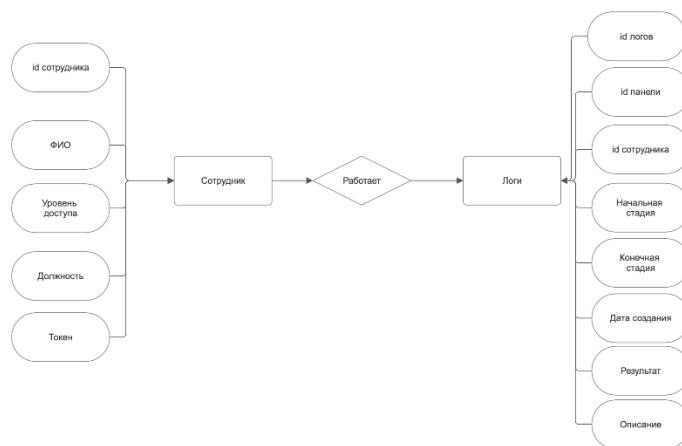 id сотрудника
ФИО
Уровень
доступа
Должность
Токен
Сотрудник
Работает
Логи
id логов
id панели
id сотрудника
Начальная
стадия
Конечная
стадия
Дата создания
Результат
Описание